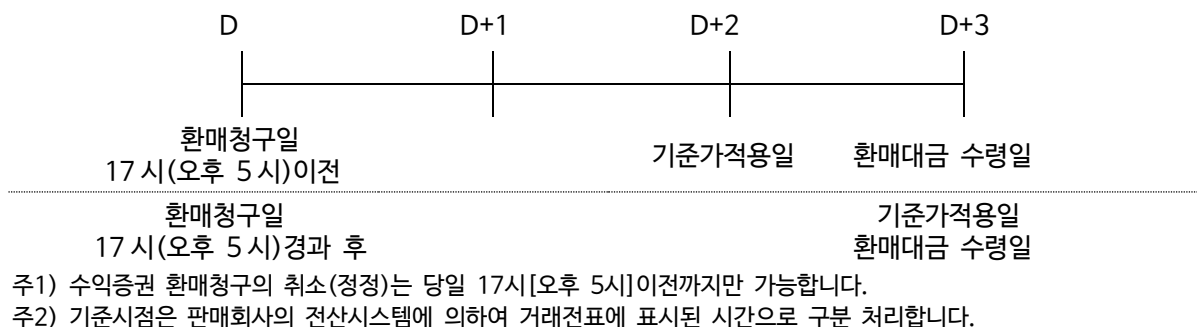 D D+1 D+2 D+3
환매청구일
17시(오후 5시)이전 기준가적용일 환매대금 수령일
환매청구일 기준가적용일
17시(오후 5시)경과 후 환매대금 수령일
주1) 수익증권 환매청구의 취소(정정)는 당일 17시[오후 5시]이전까지만 가능합니다.
주2) 기준시점은 판매회사의 전산시스템에 의하여 거래전표에 표시된 시간으로 구분 처리합니다.